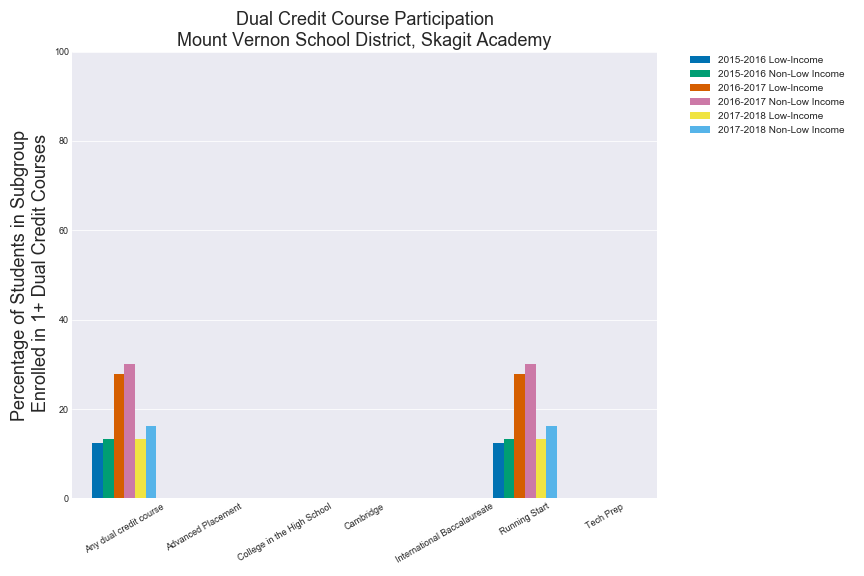 Dual Credit Course Participation
Mount Vernon School District, Skagit Academy
2015-2016 Low-Income
2015-2016 Non-Low Income
2016-2017 Low-Income
2016-2017 Non-Low Income
2017-2018 Low-Income
2017-2018 Non-Low Income
Percentage of Students in Subgroup
Enrolled in 1+ Dual Credit Courses
100
80
60
40
20
0
Any dual credit course
Advanced Placement
College in the High School
Cambridge
International Baccalaureate
Running Start
Tech Prep